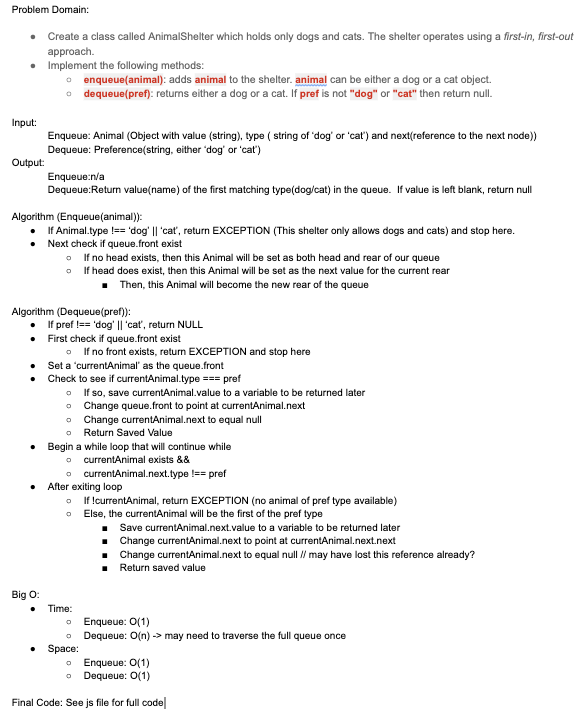 Problem Domain:
● Create a class called AnimalShelter which holds only dogs and cats. The shelter operates using a first-in, first-out
approach.
● Implement the following methods:
○ enqueue(animal): adds animal to the shelter. animal can be either a dog or a cat object.
○ dequeue(pref): returns either a dog or a cat. If pref is not "dog" or "cat" then return null.
Input:
Enqueue: Animal (Object with value (string), type ( string of ‘dog’ or ‘cat’) and next(reference to the next node))
Dequeue: Preference(string, either ‘dog’ or ‘cat’)
Output:
Enqueue:n/a
Dequeue:Return value(name) of the first matching type(dog/cat) in the queue. If value is left blank, return null
Algorithm (Enqueue(animal)):
● If Animal.type !== ‘dog’ || ‘cat’, return EXCEPTION (This shelter only allows dogs and cats) and stop here.
● Next check if queue.front exist
○ If no head exists, then this Animal will be set as both head and rear of our queue
○ If head does exist, then this Animal will be set as the next value for the current rear
■ Then, this Animal will become the new rear of the queue
Algorithm (Dequeue(pref)):
● If pref !== ‘dog’ || ‘cat’, return NULL
● First check if queue.front exist
○ If no front exists, return EXCEPTION and stop here
● Set a ‘currentAnimal’ as the queue.front
● Check to see if currentAnimal.type === pref
○ If so, save currentAnimal.value to a variable to be returned later
○ Change queue.front to point at currentAnimal.next
○ Change currentAnimal.next to equal null
○ Return Saved Value
● Begin a while loop that will continue while
○ currentAnimal exists &&
○ currentAnimal.next.type !== pref
● After exiting loop
○ If !currentAnimal, return EXCEPTION (no animal of pref type available)
○ Else, the currentAnimal will be the first of the pref type
■ Save currentAnimal.next.value to a variable to be returned later
■ Change currentAnimal.next to point at currentAnimal.next.next
■ Change currentAnimal.next to equal null // may have lost this reference already?
■ Return saved value
Big O:
● Time:
○ Enqueue: O(1)
○ Dequeue: O(n) -> may need to traverse the full queue once
● Space:
○ Enqueue: O(1)
○ Dequeue: O(1)
Final Code: See js file for full code